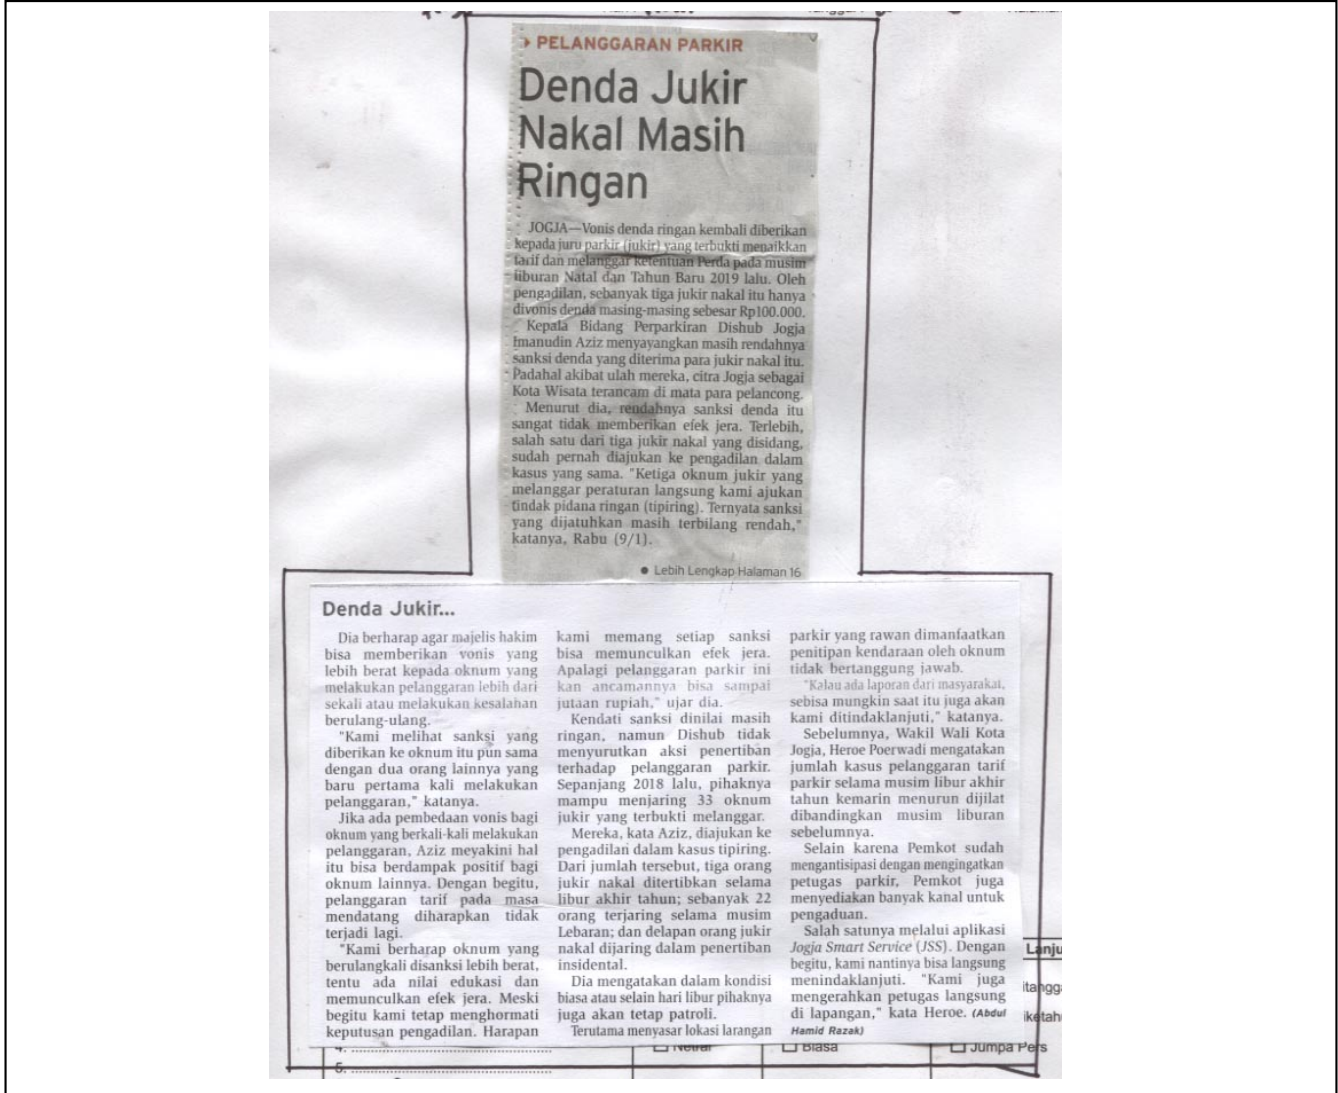 PELANGGARAN PARKIR
Denda Jukir
Nakal Masih
Ringan
JOGJA—Vonis denda ringan kembali diberikan
kepada juru parkir (jukir) yang terbukti menaikkan
tarif dan melanggar ketentuan Perda pada musim
liburan Natal dan Tahun Baru 2019 lalu. Oleh
pengadilan, sebanyak tiga jukir nakal itu hanya
divonis denda masing-masing sebesar Rp100.000.
Kepala Bidang Perparkiran Dishub Jogja
Imanudin Aziz menyayangkan masih rendahnya
sanksi denda yang diterima para jukir nakal itu.
Padahal akibat ulah mereka, citra Jogja sebagai
Kota Wisata terancam di mata para pelancong.
Menurut dia, rendahnya sanksi denda itu
sangat tidak memberikan efek jera. Terlebih,
salah satu dari tiga jukir nakal yang disidang,
sudah pernah diajukan ke pengadilan dalam
kasus yang sama. "Ketiga oknum jukir yang
melanggar peraturan langsung kami ajukan
tindak pidana ringan (tipiring). Ternyata sanksi
yang dijatuhkan masih terbilang rendah,"
katanya, Rabu (9/1).
● Lebih Lengkap Halaman 16
Denda Jukir...
Dia berharap agar majelis hakim
bisa memberikan vonis yang
lebih berat kepada oknum yang
melakukan pelanggaran lebih dari
sekali atau melakukan kesalahan
berulang-ulang.
"Kami melihat sanksi yang
diberikan ke oknum itu pun sama
dengan dua orang lainnya yang
baru pertama kali melakukan
pelanggaran," katanya.
Jika ada pembedaan vonis bagi
oknum yang berkali-kali melakukan
pelanggaran, Aziz meyakini hal
itu bisa berdampak positif bagi
oknum lainnya. Dengan begitu,
pelanggaran tarif pada masa
mendatang diharapkan tidak
terjadi lagi.
"Kami berharap oknum yang
berulangkali disanksi lebih berat,
tentu ada nilai edukasi dan
memunculkan efek jera. Meski
begitu kami tetap menghormati
keputusan pengadilan. Harapan
kami memang setiap sanksi
bisa memunculkan efek jera.
Apalagi pelanggaran parkir ini
kan ancamannya bisa sampai
jutaan rupiah," ujar dia.
Kendati sanksi dinilai masih
ringan, namun Dishub tidak
menyurutkan aksi penertiban
terhadap pelanggaran parkir.
Sepanjang 2018 lalu, pihaknya
mampu menjaring 33 oknum
jukir yang terbukti melanggar.
Mereka, kata Aziz, diajukan ke
pengadilan dalam kasus tipiring.
Dari jumlah tersebut, tiga orang
jukir nakal ditertibkan selama
libur akhir tahun; sebanyak 22
orang terjaring selama musim
Lebaran; dan delapan orang jukir
nakal dijaring dalam penertiban
insidental.
Dia mengatakan dalam kondisi
biasa atau selain hari libur pihaknya
juga akan tetap patroli.
Terutama menyasar lokasi larangan
parkir yang rawan dimanfaatkan
penitipan kendaraan oleh oknum
tidak bertanggung jawab.
"Kalau ada laporan dari masyarakat,
sebisa mungkin saat itu juga akan
kami ditindaklanjuti," katanya.
Sebelumnya, Wakil Wali Kota
Jogja, Heroe Poerwadi mengatakan
jumlah kasus pelanggaran tarif
parkir selama musim libur akhir
tahun kemarin menurun dijilat
dibandingkan musim liburan
sebelumnya.
Selain karena Pemkot sudah
mengantisipasi dengan mengingatkan
petugas parkir, Pemkot juga
menyediakan banyak kanal untuk
pengaduan.
Salah satunya melalui aplikasi
Jogja Smart Service (JSS). Dengan
begitu, kami nantinya bisa langsung
menindaklanjuti. "Kami juga
mengerahkan petugas langsung
di lapangan," kata Heroe. (Abdul
Hamid Razak)
Lanju
itangga
iketahu
Netral
Biasa
Jumpa Pers
5.